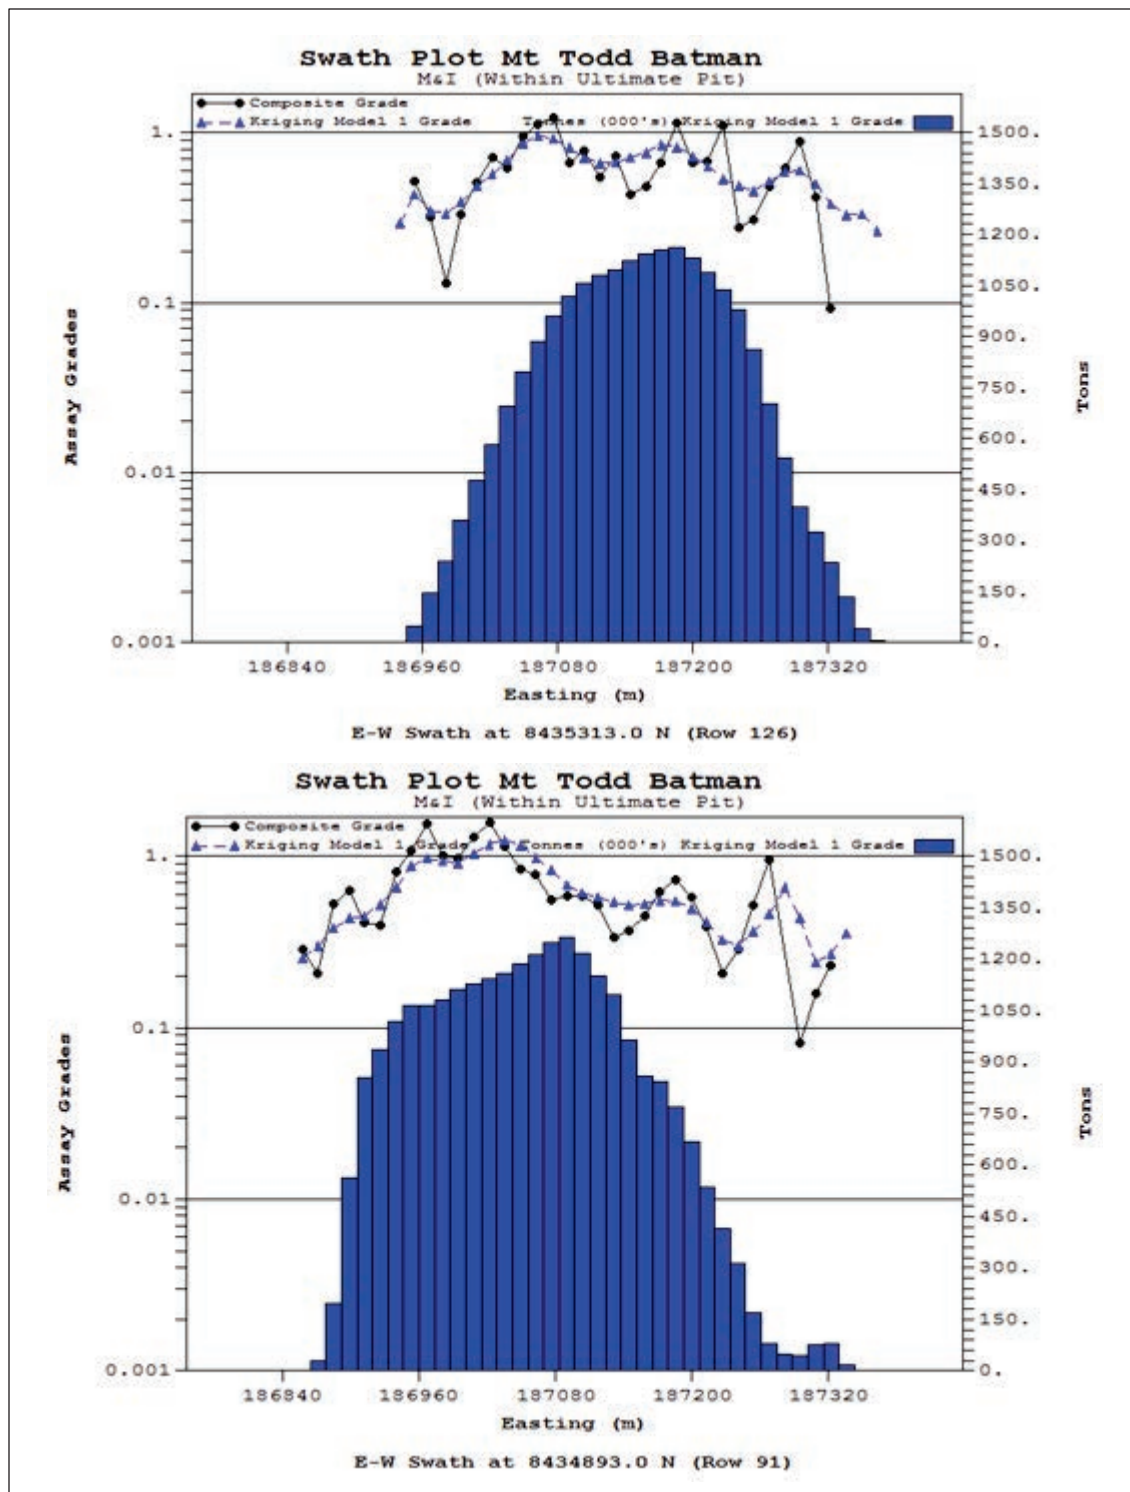 Swath Plot Mt Todd Batman
M&I (Within Ultimate Pit)
Composite Grade
Kriging Model 1 Grade
Tonnes (000's) Kriging Model 1 Grade
1.
0.1
0.01
0.001
Assay Grades
1500.
1350.
1200.
1050.
900.
750.
600.
450.
300.
150.
0.
Tons
186840 186960 187080 187200 187320
Easting (m)
E-W Swath at 8435313.0 N (Row 126)
Swath Plot Mt Todd Batman
M&I (Within Ultimate Pit)
Composite Grade
Kriging Model 1 Grade
Tonnes (000's) Kriging Model 1 Grade
1.
0.1
0.01
0.001
Assay Grades
1500.
1350.
1200.
1050.
900.
750.
600.
450.
300.
150.
0.
Tons
186840 186960 187080 187200 187320
Easting (m)
E-W Swath at 8434893.0 N (Row 91)